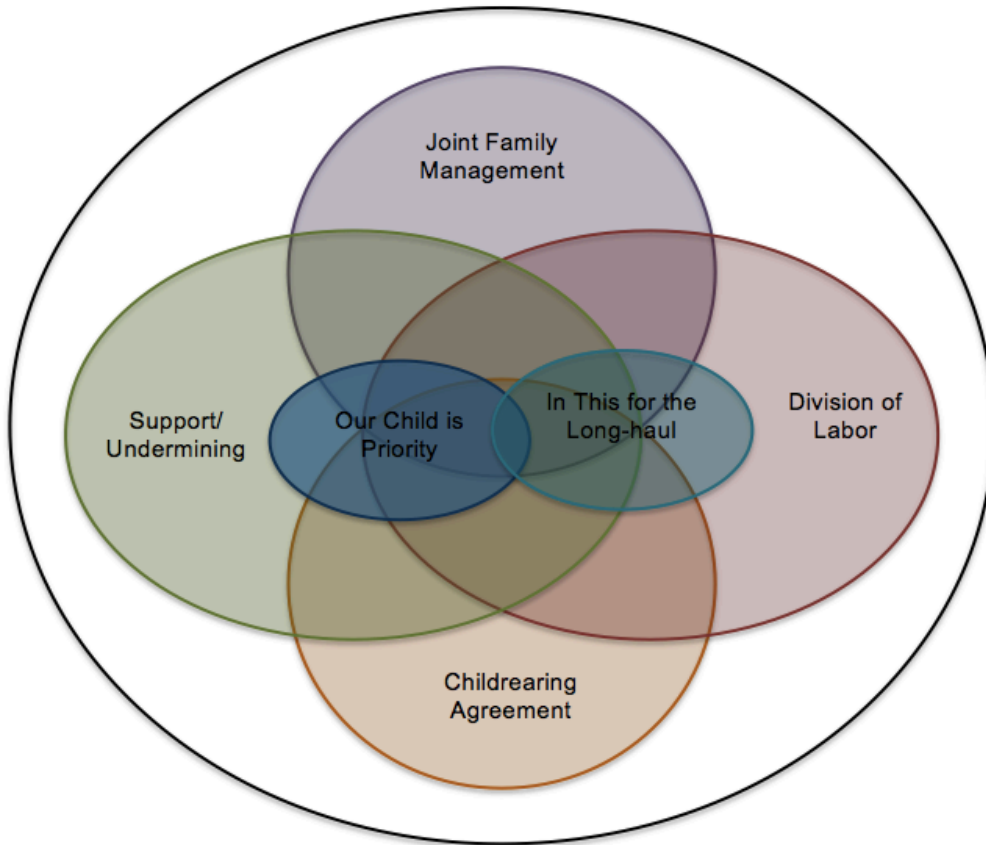 Joint Family
Management
Support/
Undermining
Our Child is
Priority
In This for the
Long-haul
Division of
Labor
Childrearing
Agreement